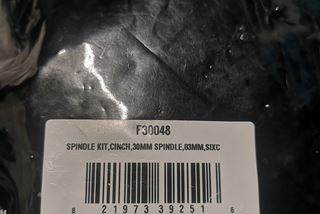 F30048
SPINDLE KIT,CINCH,30MM SPINDLE,83MM,SIXC
8 21973 39251 6